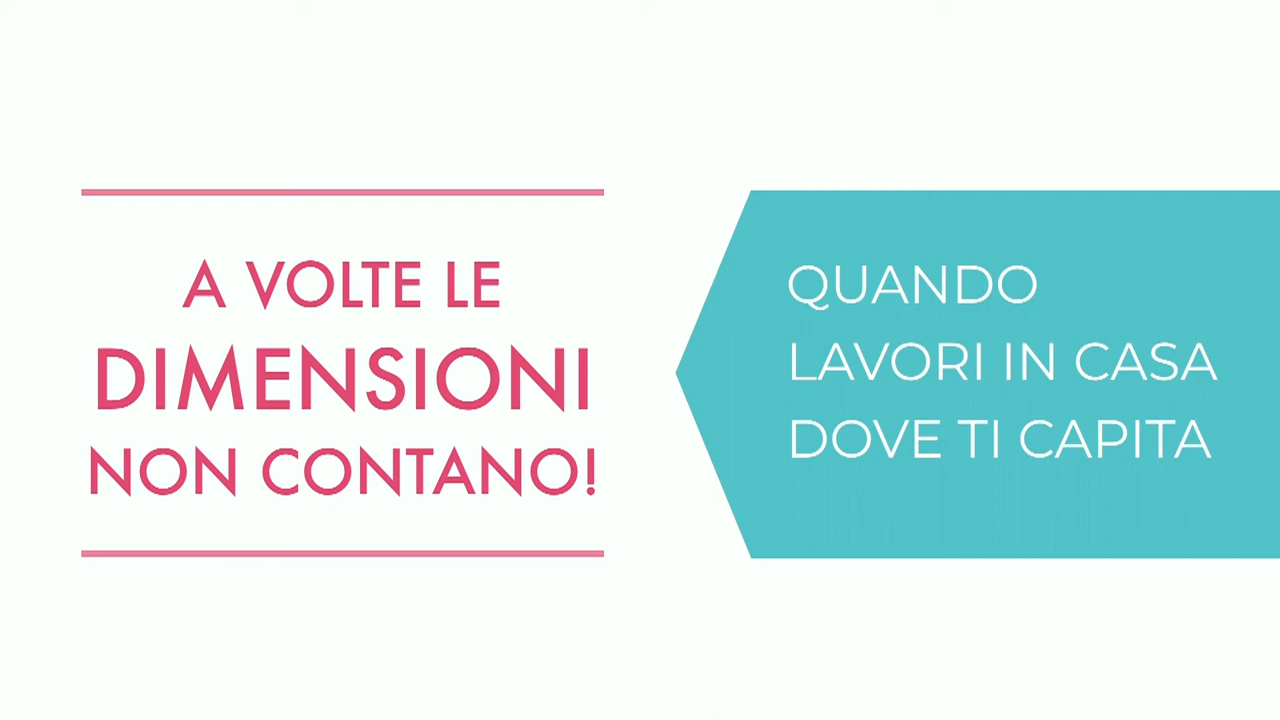 A VOLTE LE
DIMENSIONI
NON CONTANO!
QUANDO
LAVORI IN CASA
DOVE TI CAPITA